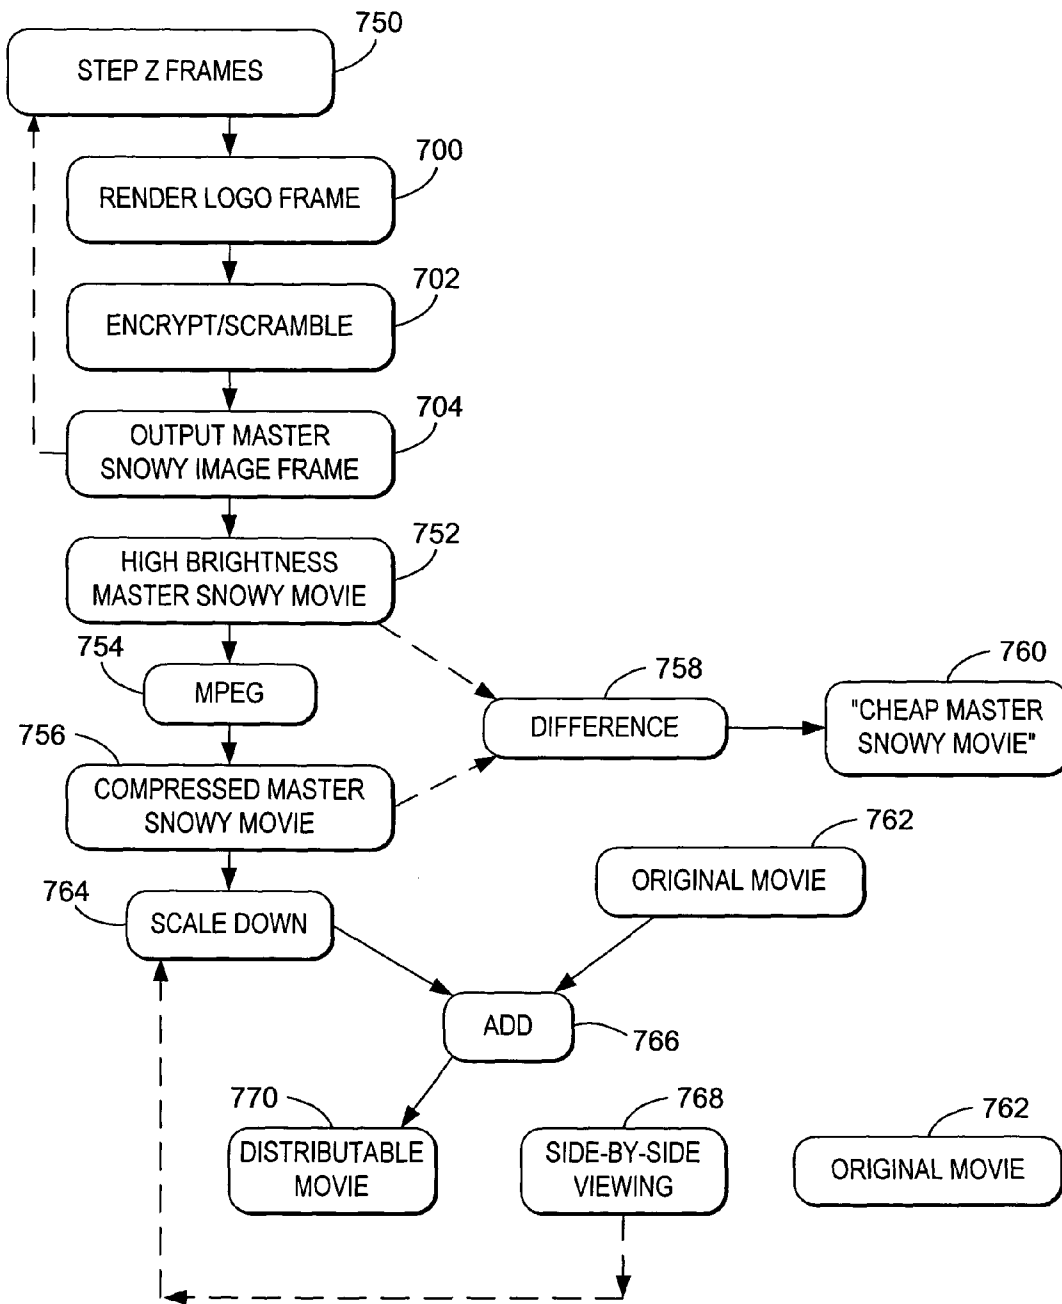 750
STEP Z FRAMES
700
RENDER LOGO FRAME
702
ENCRYPT/SCRAMBLE
704
OUTPUT MASTER
SNOWY IMAGE FRAME
752
HIGH BRIGHTNESS
MASTER SNOWY MOVIE
754
MPEG
758
DIFFERENCE
760
"CHEAP MASTER
SNOWY MOVIE"
756
COMPRESSED MASTER
SNOWY MOVIE
762
ORIGINAL MOVIE
764
SCALE DOWN
ADD
766
770
DISTRIBUTABLE
MOVIE
768
SIDE-BY-SIDE
VIEWING
762
ORIGINAL MOVIE